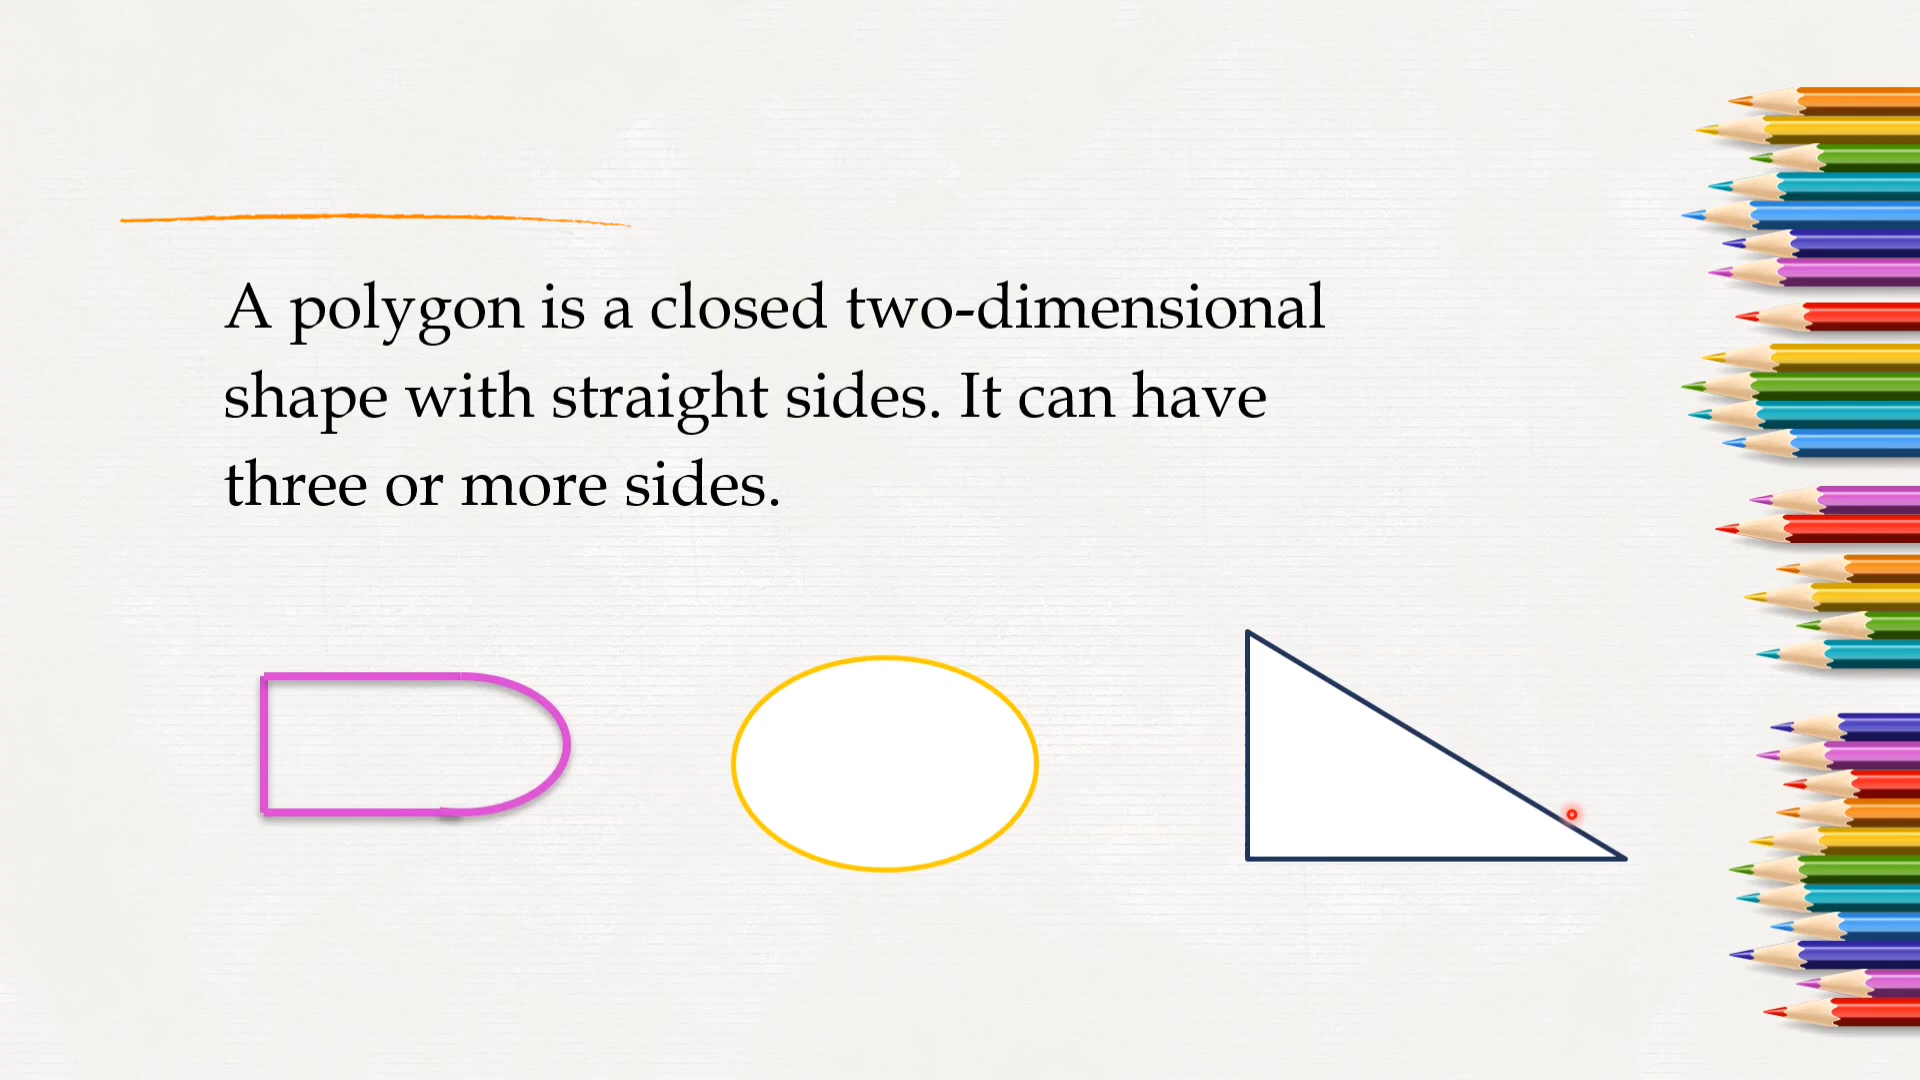 A polygon is a closed two-dimensional
shape with straight sides. It can have
three or more sides.